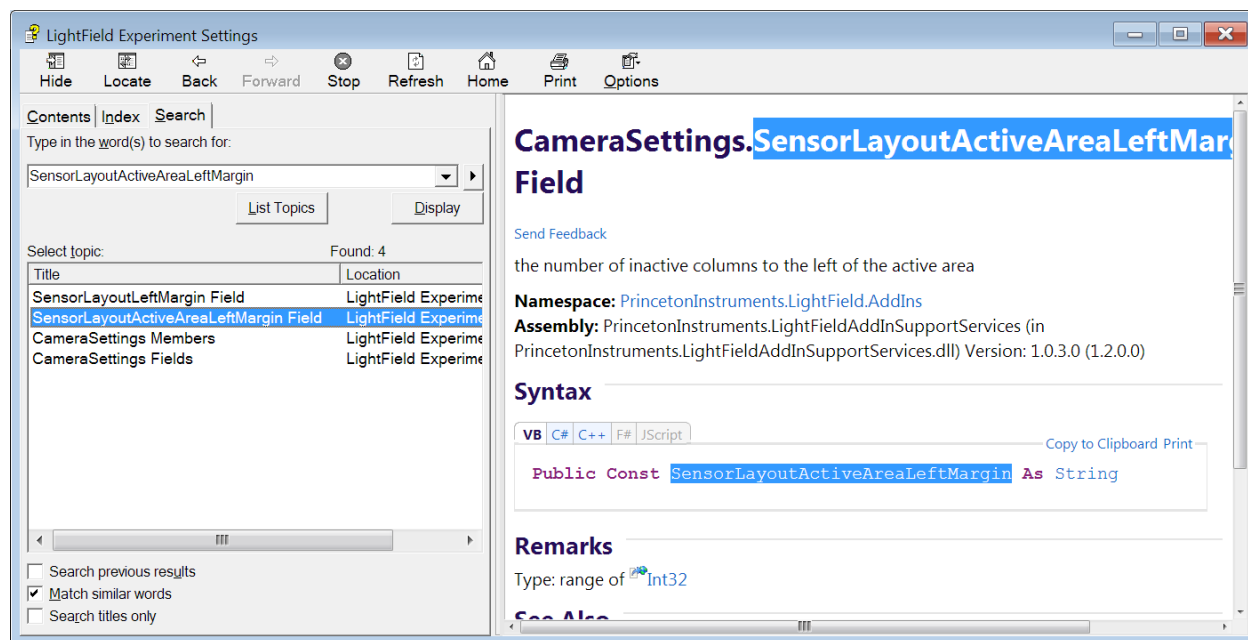 LightField Experiment Settings
Hide Locate Back Forward Stop Refresh Home Print Options
Contents Index Search
Type in the word(s) to search for:
SensorLayoutActiveAreaLeftMargin
List Topics Display
Select topic: Found: 4
Title Location
SensorLayoutLeftMargin Field LightField Experime
SensorLayoutActiveAreaLeftMargin Field LightField Experime
CameraSettings Members LightField Experime
CameraSettings Fields LightField Experime
Search previous results
Match similar words
Search titles only
CameraSettings.SensorLayoutActiveAreaLeftMarg
Field
Send Feedback
the number of inactive columns to the left of the active area
Namespace: PrincetonInstruments.LightField.AddIns
Assembly: PrincetonInstruments.LightFieldAddInSupportServices (in
PrincetonInstruments.LightFieldAddInSupportServices.dll) Version: 1.0.3.0 (1.2.0.0)
Syntax
VB C# C++ F# JScript
Copy to Clipboard Print
Public Const SensorLayoutActiveAreaLeftMargin As String
Remarks
Type: range of Int32
See Also